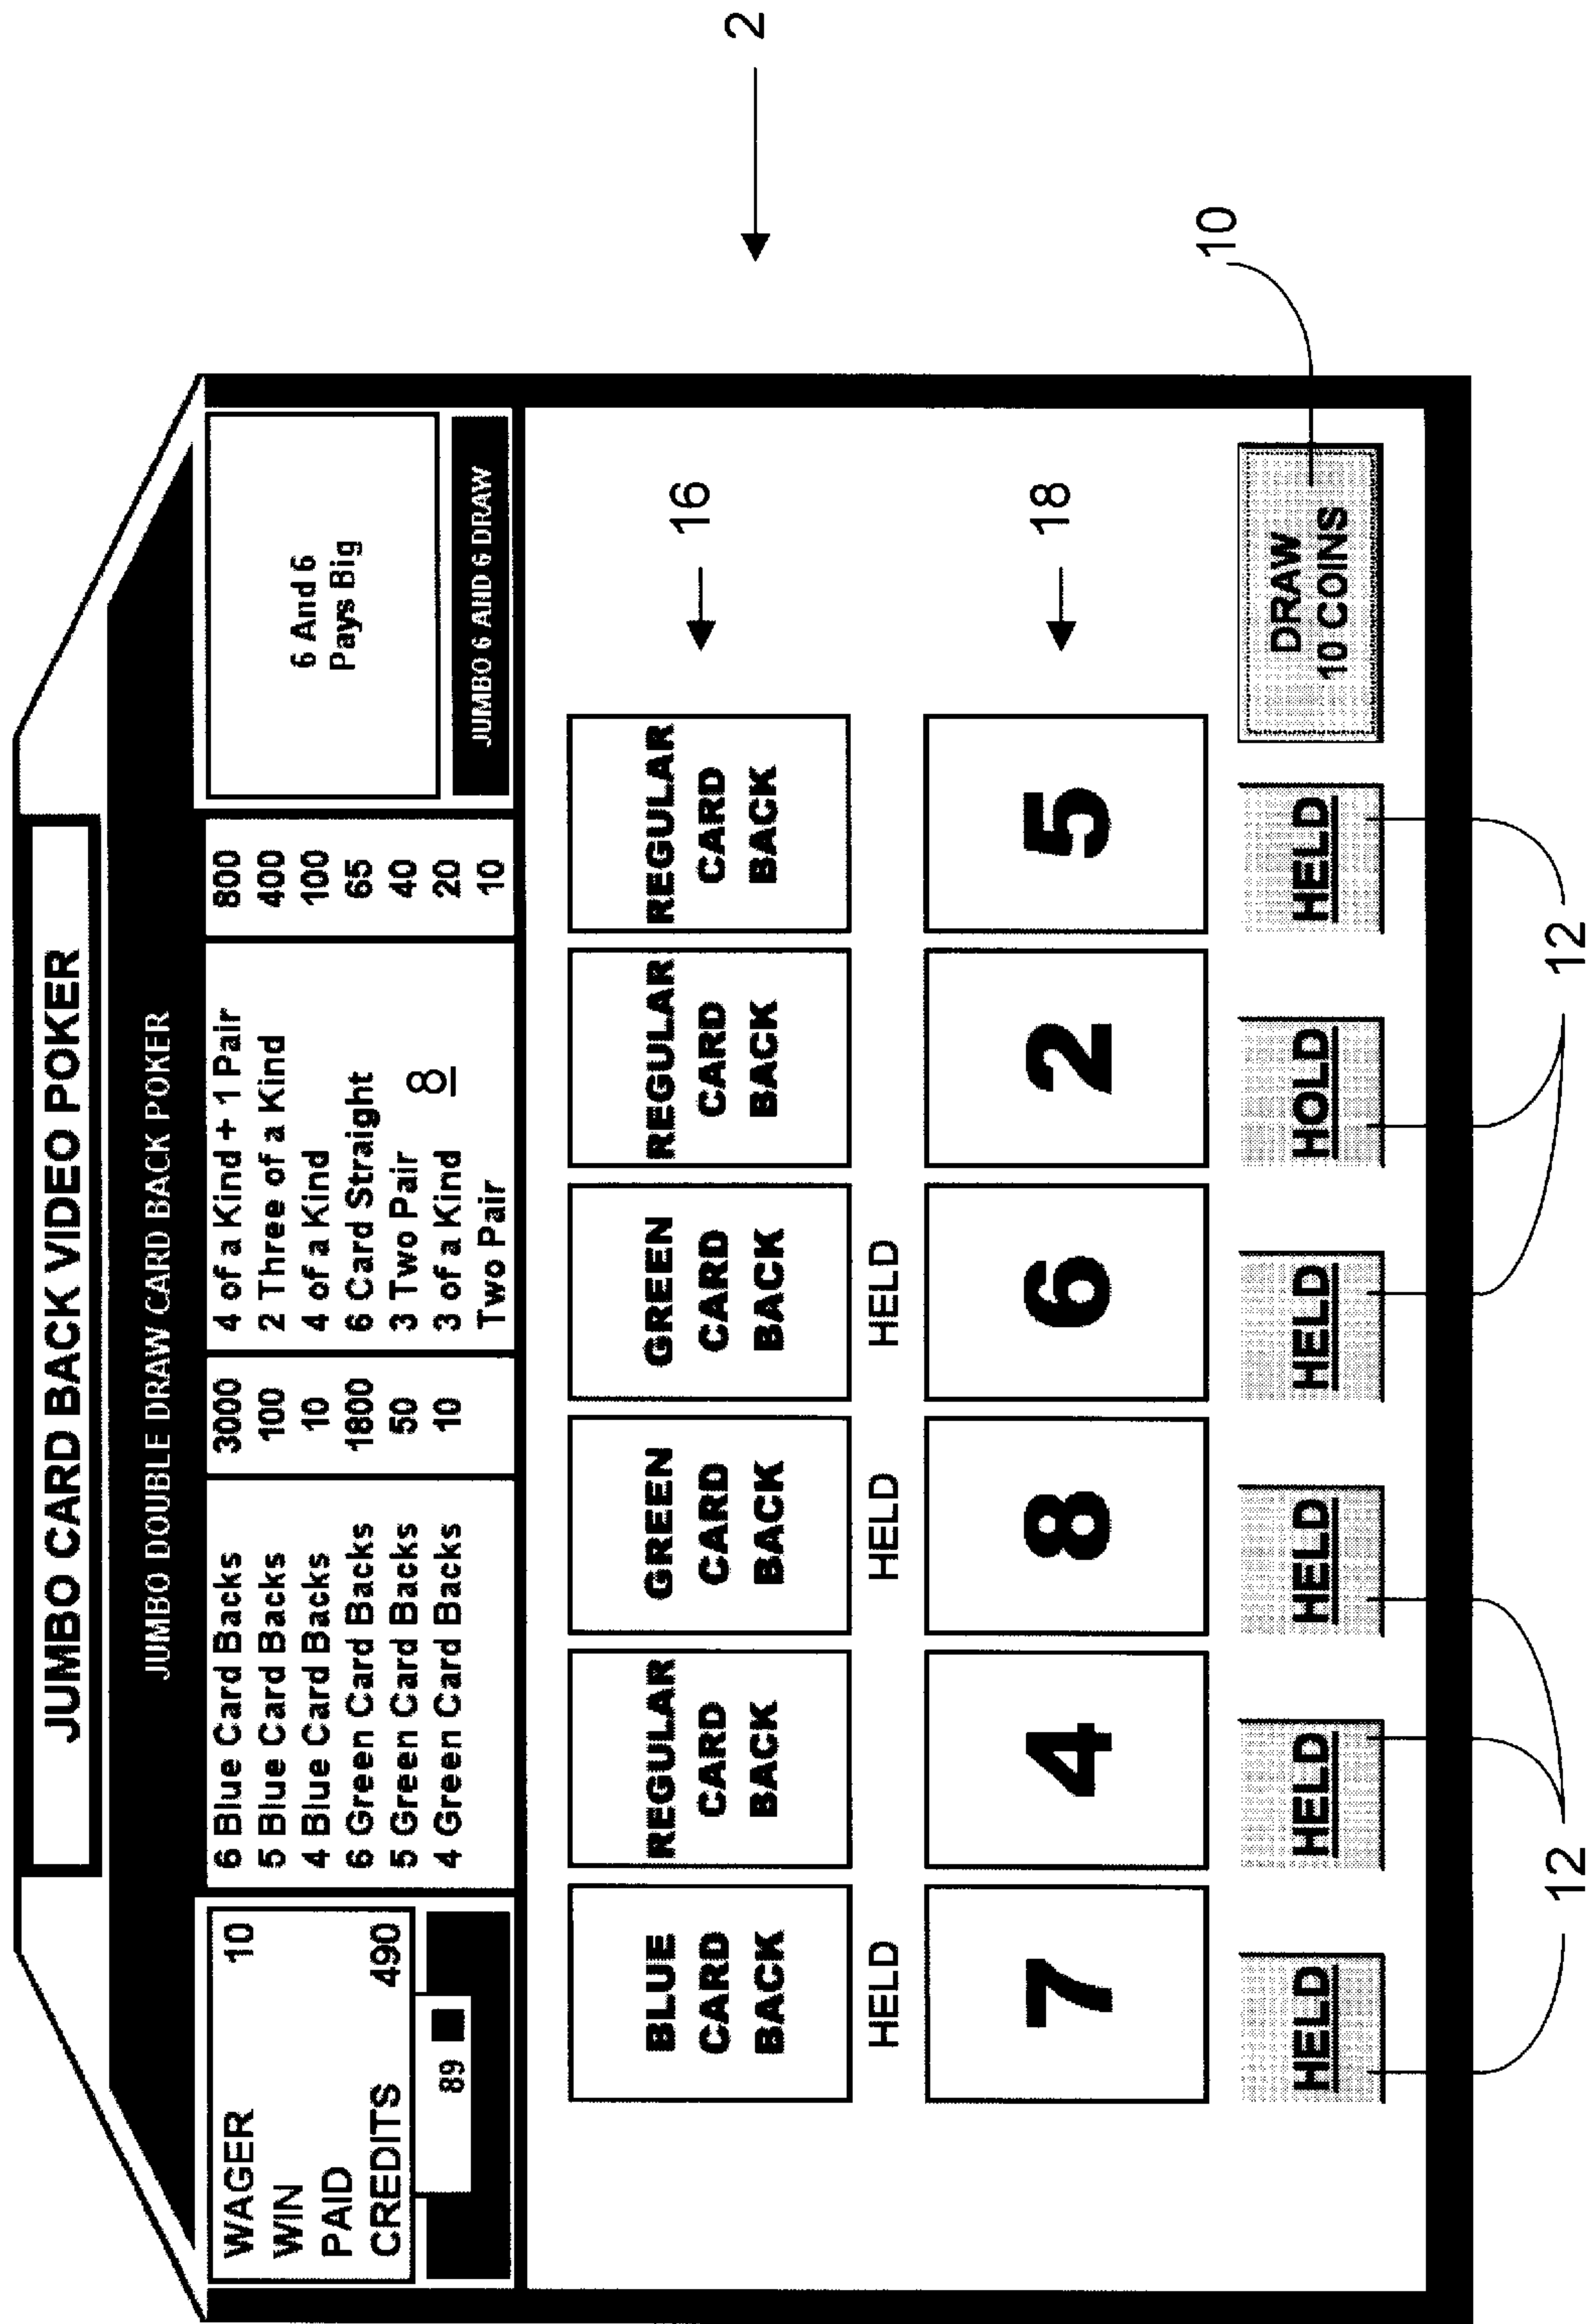 JUMBO CARD BACK VIDEO POKER
JUMBO DOUBLE DRAW CARD BACK POKER
WAGER 10
WIN
PAID
CREDITS 490
89
6 Blue Card Backs 3000
5 Blue Card Backs 100
4 Blue Card Backs 10
6 Green Card Backs 1800
5 Green Card Backs 50
4 Green Card Backs 10
4 of a Kind + 1 Pair 800
2 Three of a Kind 400
4 of a Kind 100
6 Card Straight 65
3 Two Pair 40
3 of a Kind 20
Two Pair 10
8
6 And 6
Pays Big
JUMBO 6 AND 6 DRAW
2
BLUE CARD BACK
REGULAR CARD BACK
GREEN CARD BACK
GREEN CARD BACK
REGULAR CARD BACK
REGULAR CARD BACK
16
HELD HELD HELD
7 4 8 6 2 5
18
HELD HELD HELD HELD HOLD HELD
DRAW
10 COINS
10
12 12